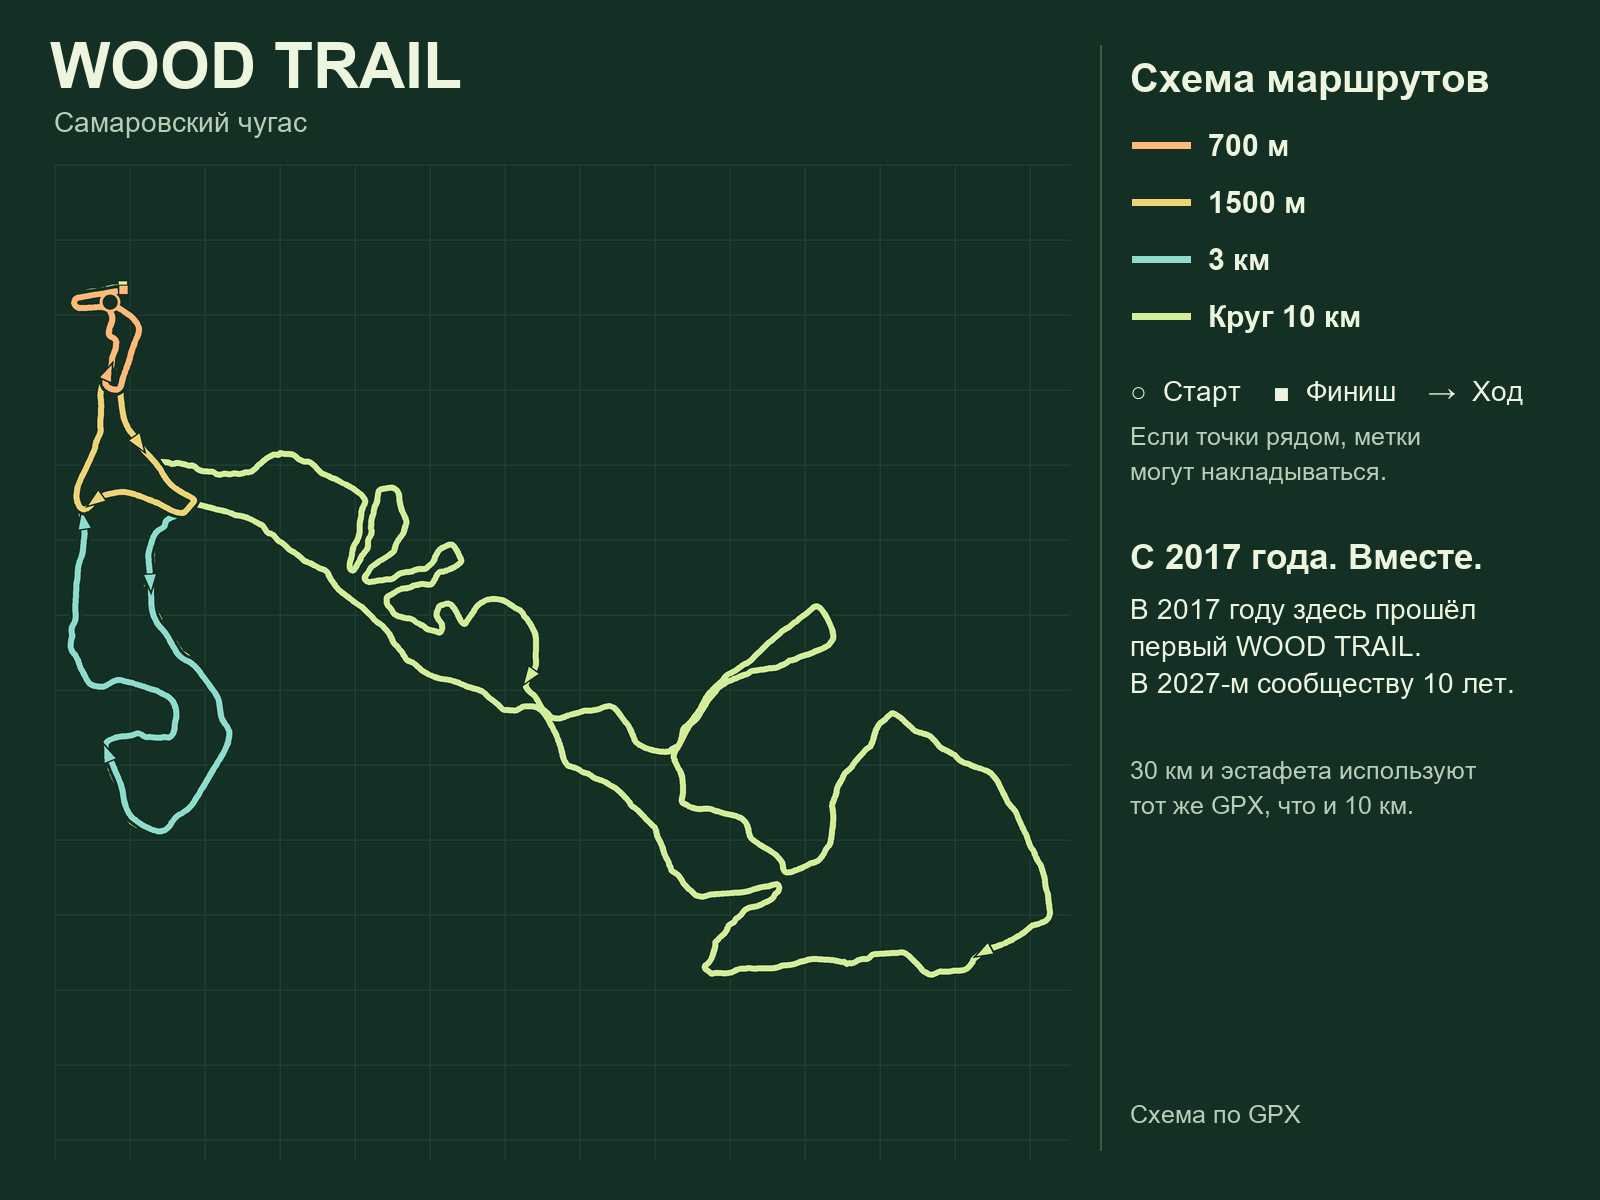 WOOD TRAIL
Самаровский чугас
Схема маршрутов
700 м
1500 м
3 км
Круг 10 км
○ Старт ■ Финиш → Ход
Если точки рядом, метки
могут накладываться.
С 2017 года. Вместе.
В 2017 году здесь прошёл
первый WOOD TRAIL.
В 2027-м сообществу 10 лет.
30 км и эстафета используют
тот же GPX, что и 10 км.
Схема по GPX